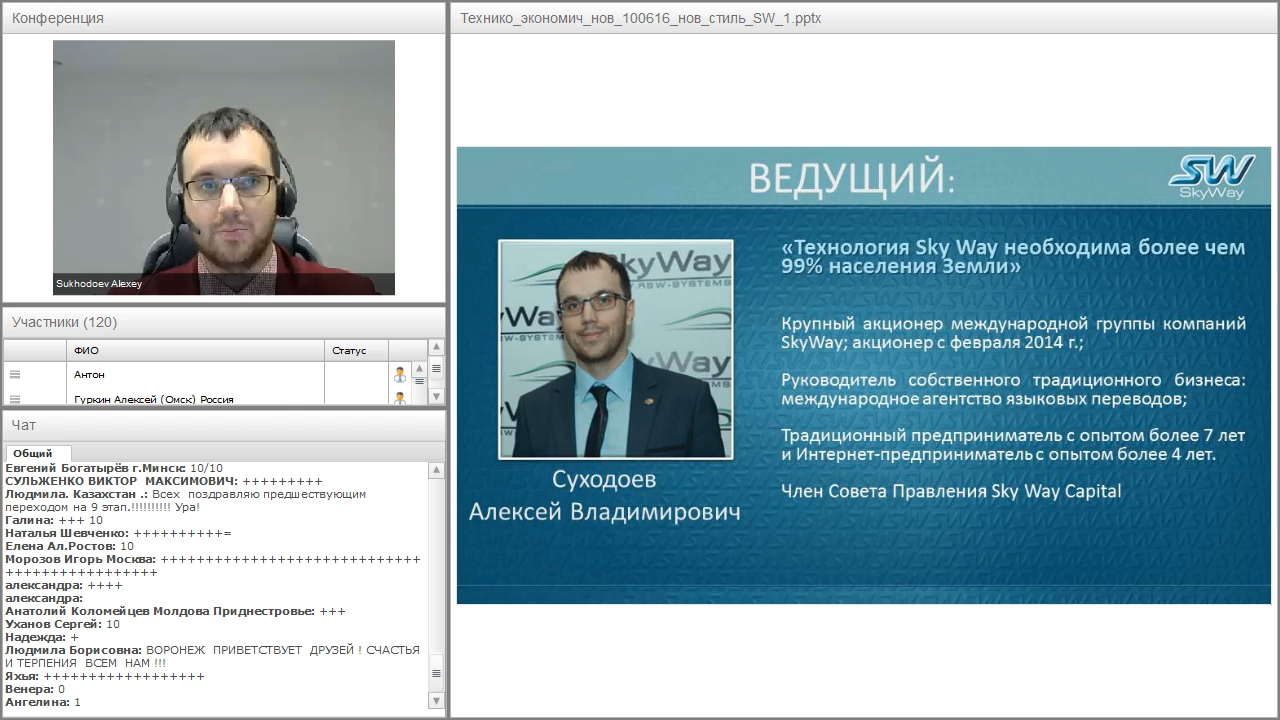 Конференция
Sukhodoev Alexey
Участники (120)
ФИО
Статус
Антон
Гуркин Алексей (Омск) Россия
Чат
Общий
Евгений Богатырёв г.Минск: 10/10
СУЛЬЖЕНКО ВИКТОР МАКСИМОВИЧ: +++++++++
Людмила. Казахстан .: Всех поздравляю предшествующим
переходом на 9 этап.!!!!!!!!!! Ура!
Галина: +++ 10
Наталья Шевченко: ++++++++++=
Елена Ал.Ростов: 10
Морозов Игорь Москва: +++++++++++++++++++++++++++++
+++++++++++++++++
александра: ++++
александра:
Анатолий Коломейцев Молдова Приднестровье: +++
Уханов Сергей: 10
Надежда: +
Людмила Борисовна: ВОРОНЕЖ ПРИВЕТСТВУЕТ ДРУЗЕЙ ! СЧАСТЬЯ
И ТЕРПЕНИЯ ВСЕМ НАМ !!!
Яхья: ++++++++++++++++++
Венера: 0
Ангелина: 1
Технико_экономич_нов_100616_нов_стиль_SW_1.pptx
ВЕДУЩИЙ:
SW
SkyWay
kyWay
.RSW-SYSTEMS
Суходоев
Алексей Владимирович
«Технология Sky Way необходима более чем
99% населения Земли»
Крупный акционер международной группы компаний
SkyWay; акционер с февраля 2014 г.;
Руководитель собственного традиционного бизнеса:
международное агентство языковых переводов;
Традиционный предприниматель с опытом более 7 лет
и Интернет-предприниматель с опытом более 4 лет.
Член Совета Правления Sky Way Capital